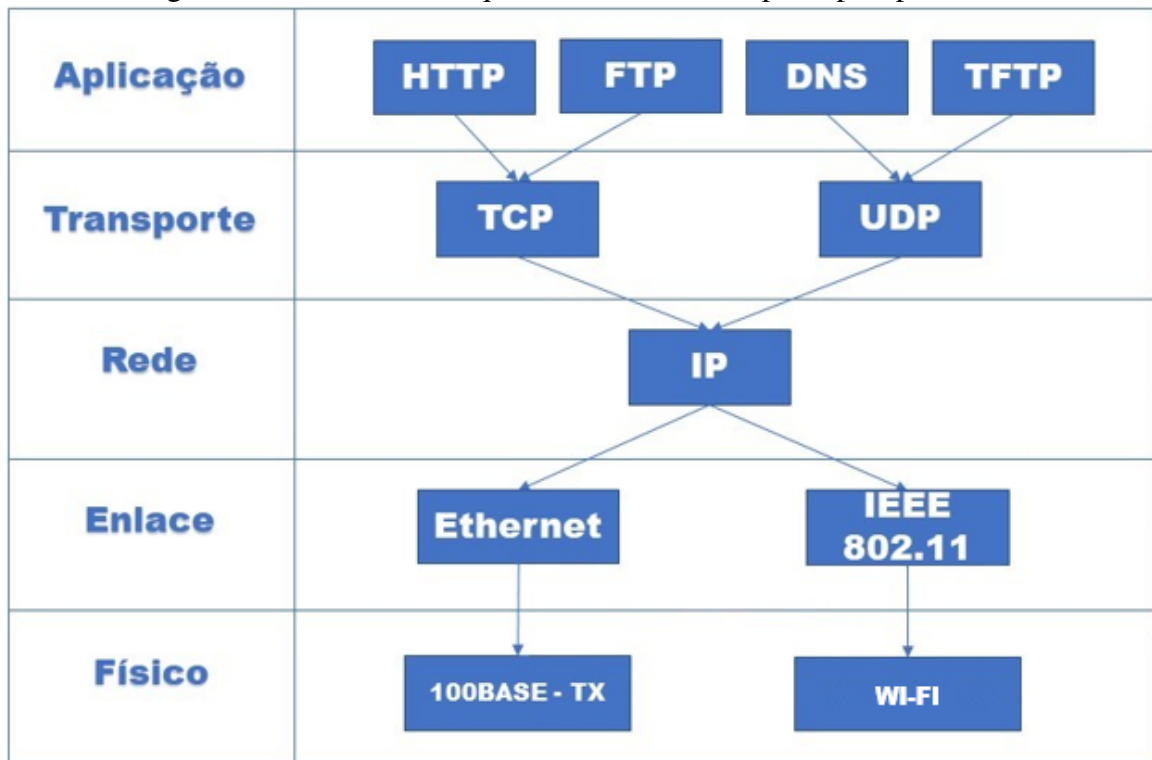 Aplicação
HTTP
FTP
DNS
TFTP
Transporte
TCP
UDP
Rede
IP
Enlace
Ethernet
IEEE
802.11
Físico
100BASE - TX
WI-FI